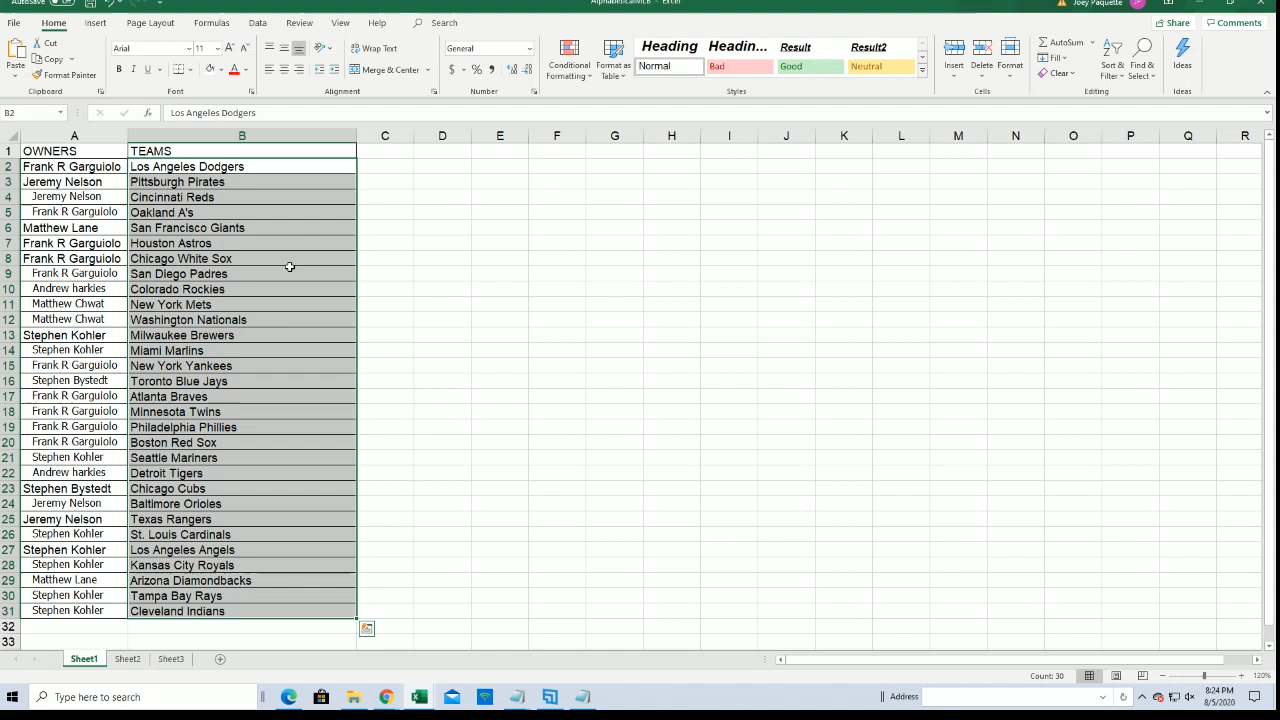 AutoSave Off AlphabeticalMLB - Excel Joey Paquette
File Home Insert Page Layout Formulas Data Review View Help Search Share Comments
Paste Cut Copy Format Painter Clipboard
Arial 11 B I U A Font
Wrap Text Merge & Center Alignment
General $ % , Number
Conditional Formatting Format as Table
Heading Headin... Result Result2
Normal Bad Good Neutral
Styles
Insert Delete Format Cells
AutoSum Fill Clear Sort & Filter Find & Select Editing
Ideas Ideas
B2 fx Los Angeles Dodgers
A B C D E F G H I J K L M N O P Q R
1 OWNERS TEAMS
2 Frank R Garguiolo Los Angeles Dodgers
3 Jeremy Nelson Pittsburgh Pirates
4 Jeremy Nelson Cincinnati Reds
5 Frank R Garguiolo Oakland A's
6 Matthew Lane San Francisco Giants
7 Frank R Garguiolo Houston Astros
8 Frank R Garguiolo Chicago White Sox
9 Frank R Garguiolo San Diego Padres
10 Andrew harkies Colorado Rockies
11 Matthew Chwat New York Mets
12 Matthew Chwat Washington Nationals
13 Stephen Kohler Milwaukee Brewers
14 Stephen Kohler Miami Marlins
15 Frank R Garguiolo New York Yankees
16 Stephen Bystedt Toronto Blue Jays
17 Frank R Garguiolo Atlanta Braves
18 Frank R Garguiolo Minnesota Twins
19 Frank R Garguiolo Philadelphia Phillies
20 Frank R Garguiolo Boston Red Sox
21 Stephen Kohler Seattle Mariners
22 Andrew harkies Detroit Tigers
23 Stephen Bystedt Chicago Cubs
24 Jeremy Nelson Baltimore Orioles
25 Jeremy Nelson Texas Rangers
26 Stephen Kohler St. Louis Cardinals
27 Stephen Kohler Los Angeles Angels
28 Stephen Kohler Kansas City Royals
29 Matthew Lane Arizona Diamondbacks
30 Stephen Kohler Tampa Bay Rays
31 Stephen Kohler Cleveland Indians
32
33
Sheet1 Sheet2 Sheet3
Count: 30 120%
Type here to search Address 8:24 PM
8/5/2020